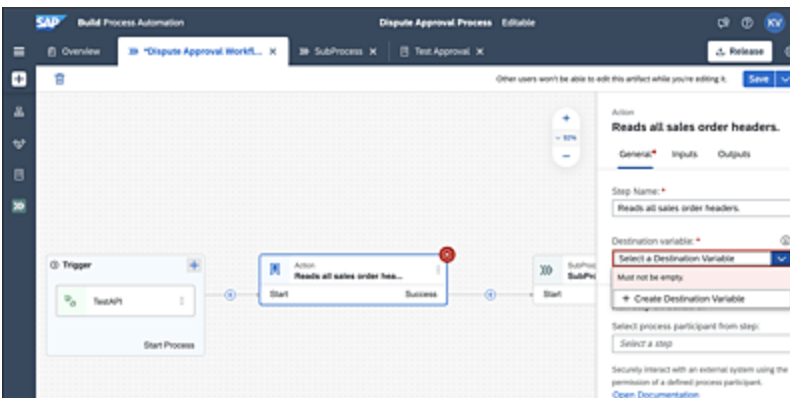 SAP Build Process Automation
Dispute Approval Process Editable
KV
Overview
*Dispute Approval Workfl... ×
SubProcess ×
Test Approval ×
Release
Other users won't be able to edit this artifact while you're editing it.
Save
92%
Trigger
TestAPI
Start Process
Action
Reads all sales order hea...
Start
Success
SubProc
SubPr
Start
Action
Reads all sales order headers.
General*
Inputs
Outputs
Step Name: *
Reads all sales order headers.
Destination variable: *
Select a Destination Variable
Must not be empty.
+ Create Destination Variable
Select process participant from step:
Select a step
Securely interact with an external system using the
permission of a defined process participant.
Open Documentation